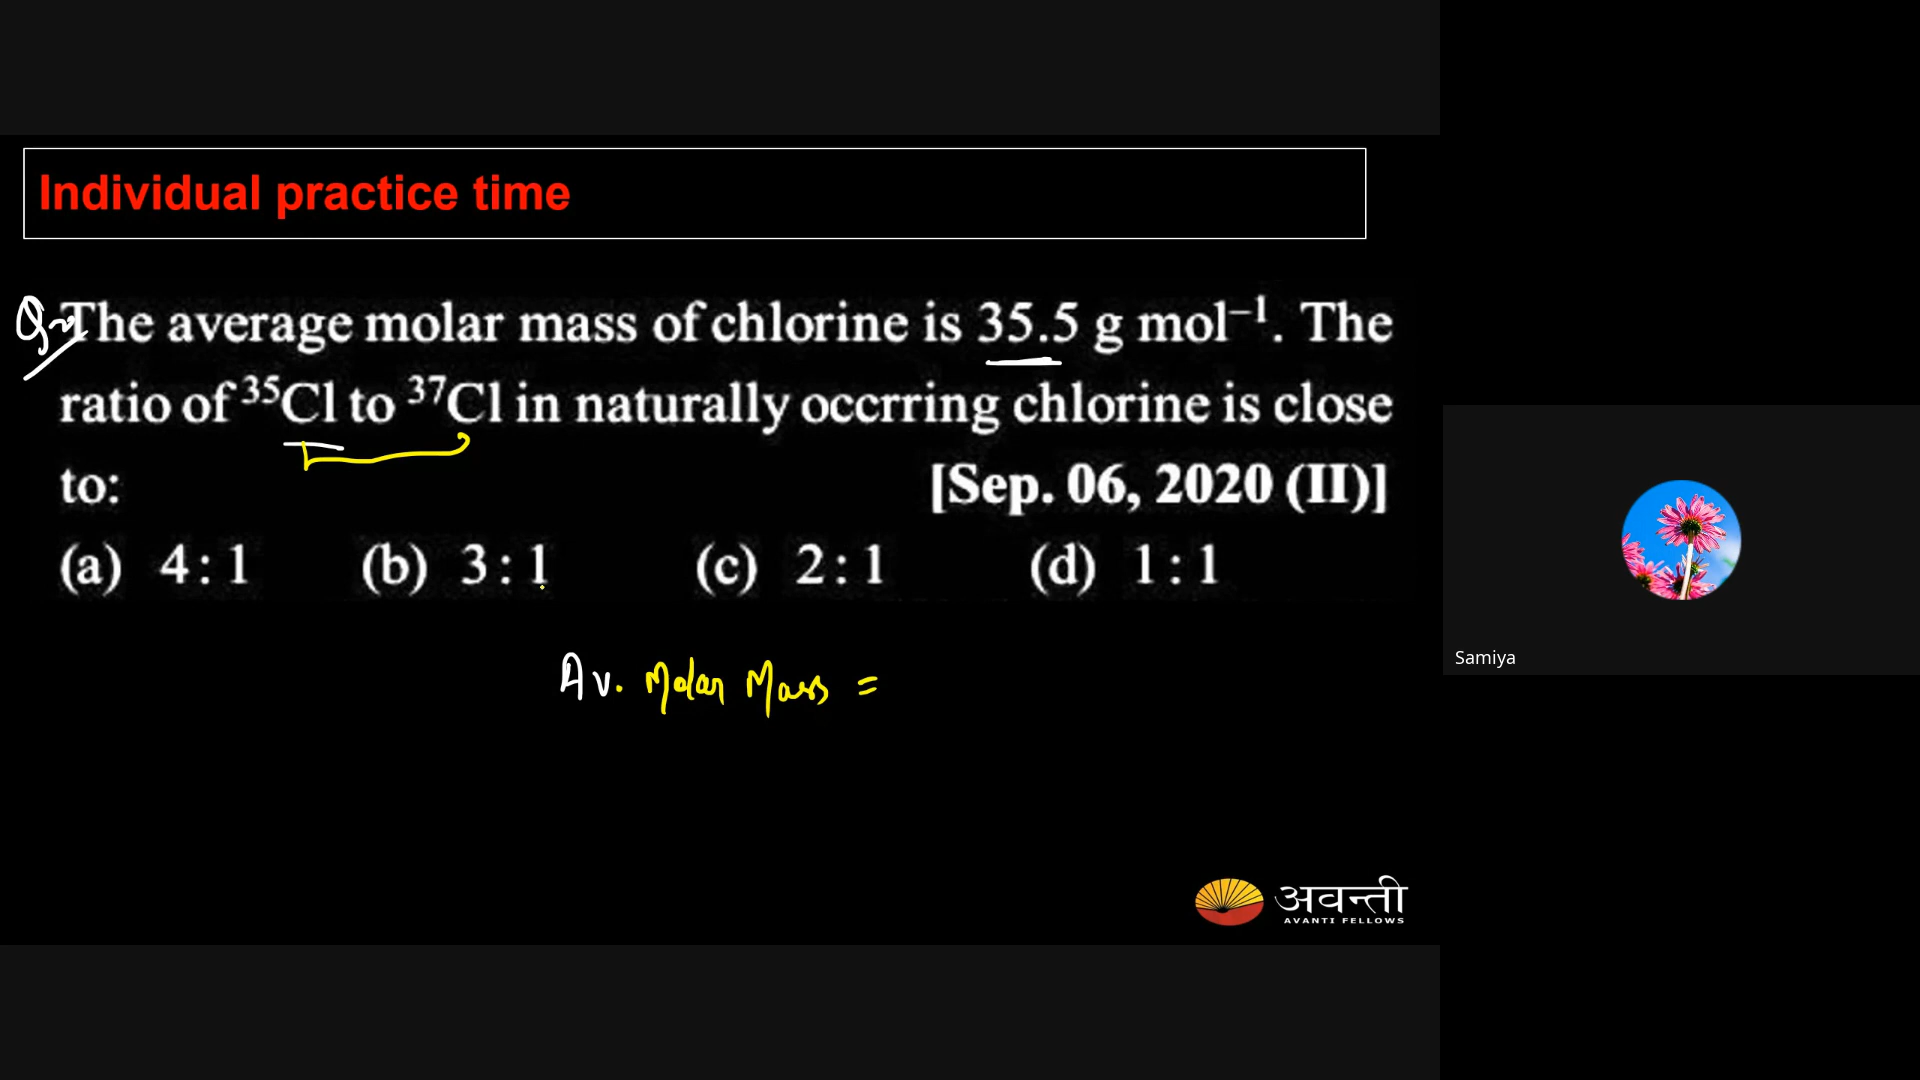 Individual practice time
Q. The average molar mass of chlorine is 35.5 g mol⁻¹. The
ratio of ³⁵Cl to ³⁷Cl in naturally occrring chlorine is close
to: [Sep. 06, 2020 (II)]
(a) 4 : 1 (b) 3 : 1 (c) 2 : 1 (d) 1 : 1
Av. Molar Mass =
Samiya
अवन्ती
AVANTI FELLOWS